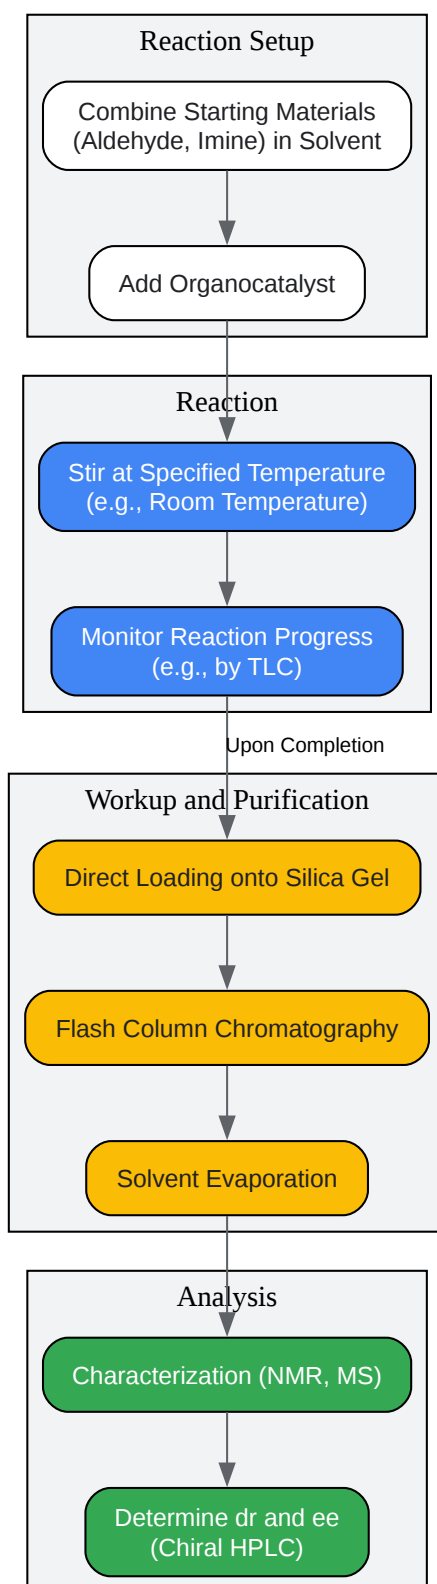 Reaction Setup
Combine Starting Materials
(Aldehyde, Imine) in Solvent
Add Organocatalyst
Reaction
Stir at Specified Temperature
(e.g., Room Temperature)
Monitor Reaction Progress
(e.g., by TLC)
Upon Completion
Workup and Purification
Direct Loading onto Silica Gel
Flash Column Chromatography
Solvent Evaporation
Analysis
Characterization (NMR, MS)
Determine dr and ee
(Chiral HPLC)